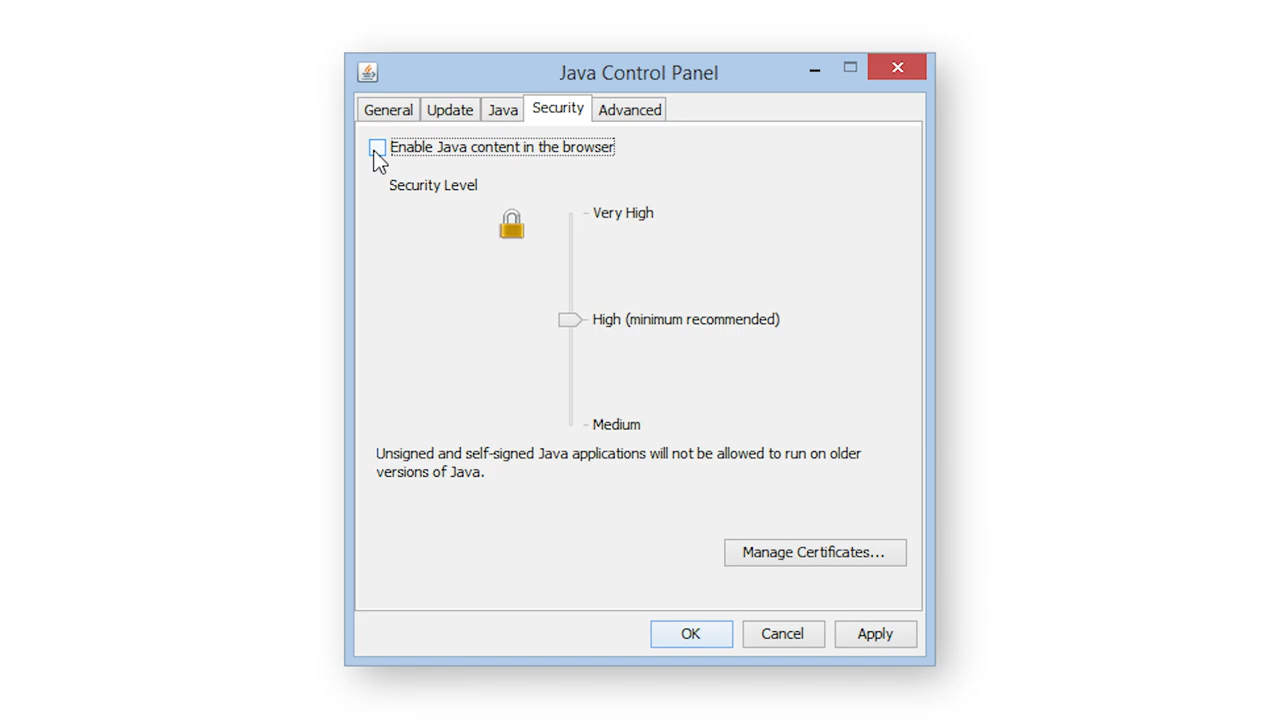 Java Control Panel
General Update Java Security Advanced
Enable Java content in the browser
Security Level
Very High
High (minimum recommended)
Medium
Unsigned and self-signed Java applications will not be allowed to run on older
versions of Java.
Manage Certificates...
OK Cancel Apply